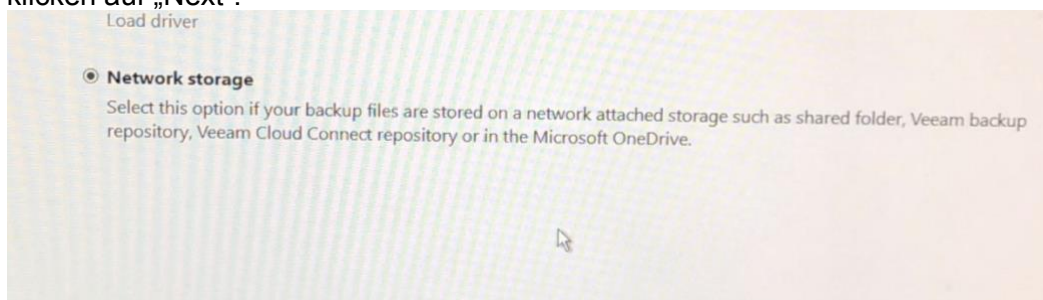 klicken auf „Next“.
Load driver
Network storage
Select this option if your backup files are stored on a network attached storage such as shared folder, Veeam backup
repository, Veeam Cloud Connect repository or in the Microsoft OneDrive.